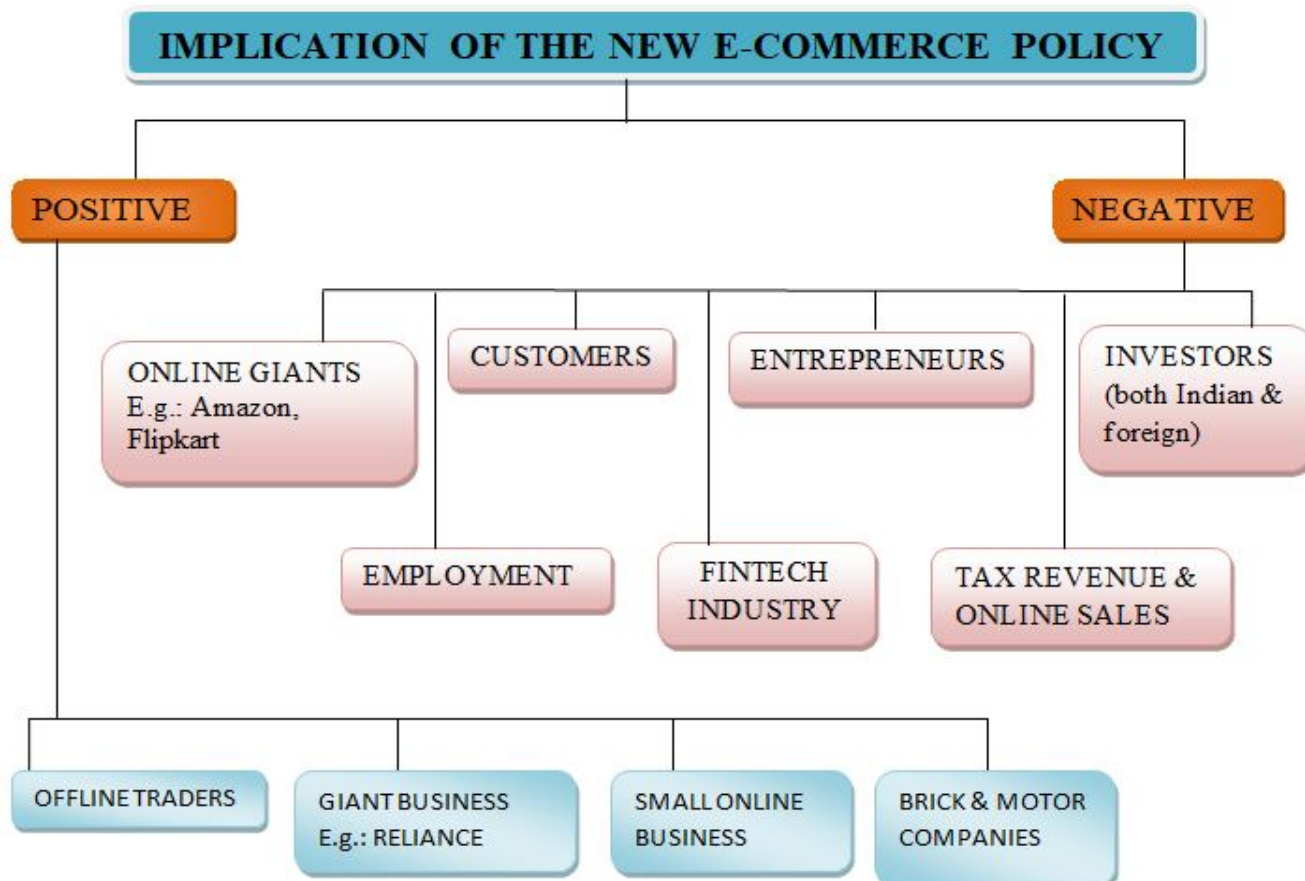 IMPLICATION OF THE NEW E-COMMERCE POLICY
POSITIVE
NEGATIVE
ONLINE GIANTS
E.g.: Amazon,
Flipkart
CUSTOMERS
ENTREPRENEURS
INVESTORS
(both Indian &
foreign)
EMPLOYMENT
FINTECH
INDUSTRY
TAX REVENUE &
ONLINE SALES
OFFLINE TRADERS
GIANT BUSINESS
E.g.: RELIANCE
SMALL ONLINE
BUSINESS
BRICK & MOTOR
COMPANIES